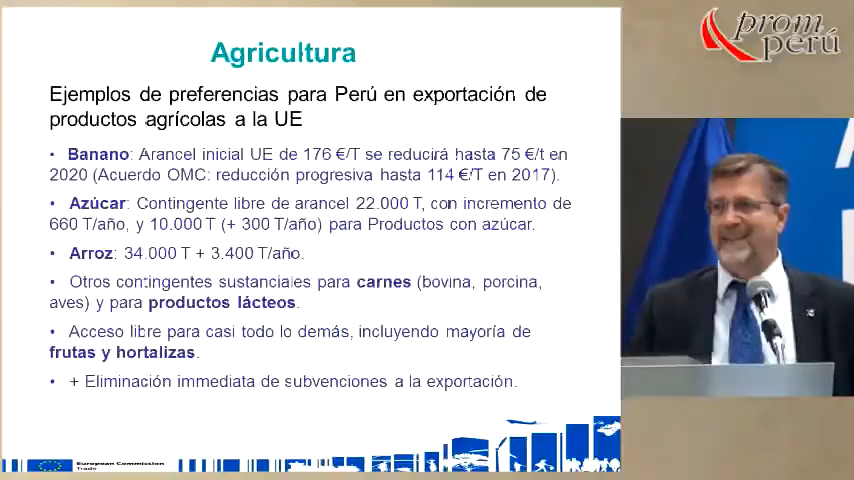 Agricultura
Ejemplos de preferencias para Perú en exportación de
productos agrícolas a la UE
• Banano: Arancel inicial UE de 176 €/T se reducirá hasta 75 €/t en
2020 (Acuerdo OMC: reducción progresiva hasta 114 €/T en 2017).
• Azúcar: Contingente libre de arancel 22.000 T, con incremento de
660 T/año, y 10.000 T (+ 300 T/año) para Productos con azúcar.
• Arroz: 34.000 T + 3.400 T/año.
• Otros contingentes sustanciales para carnes (bovina, porcina,
aves) y para productos lácteos.
• Acceso libre para casi todo lo demás, incluyendo mayoría de
frutas y hortalizas.
• + Eliminación immediata de subvenciones a la exportación.
European Commission
Trade
prom
perú